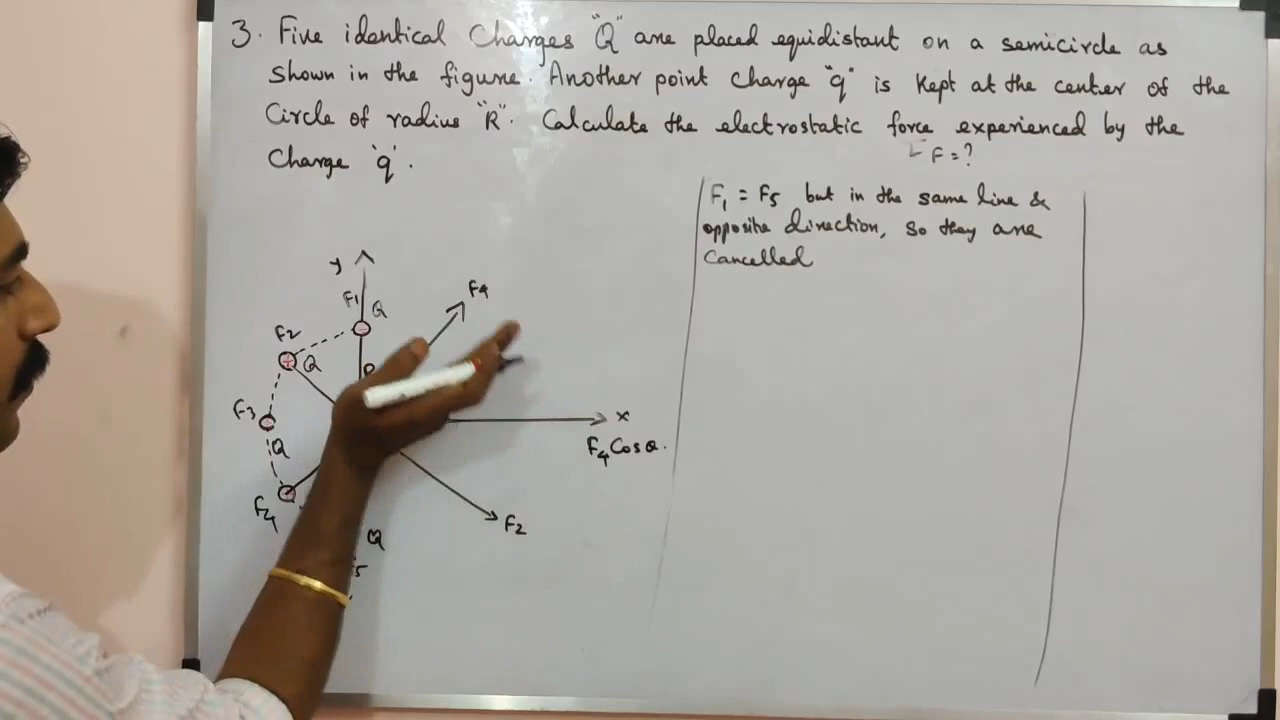 3. Five identical Charges "Q" are placed equidistant on a semicircle as
shown in the figure. Another point charge "q" is kept at the center of the
Circle of radius "R". Calculate the electrostatic force experienced by the
Charge 'q'.
F = ?
F1 = F5 but in the same line &
opposite direction, so they are
Cancelled
y
F1 Q
F4
F2
Q
R
F3
x
Q
F4 Cos θ.
F4
F2
Q
5